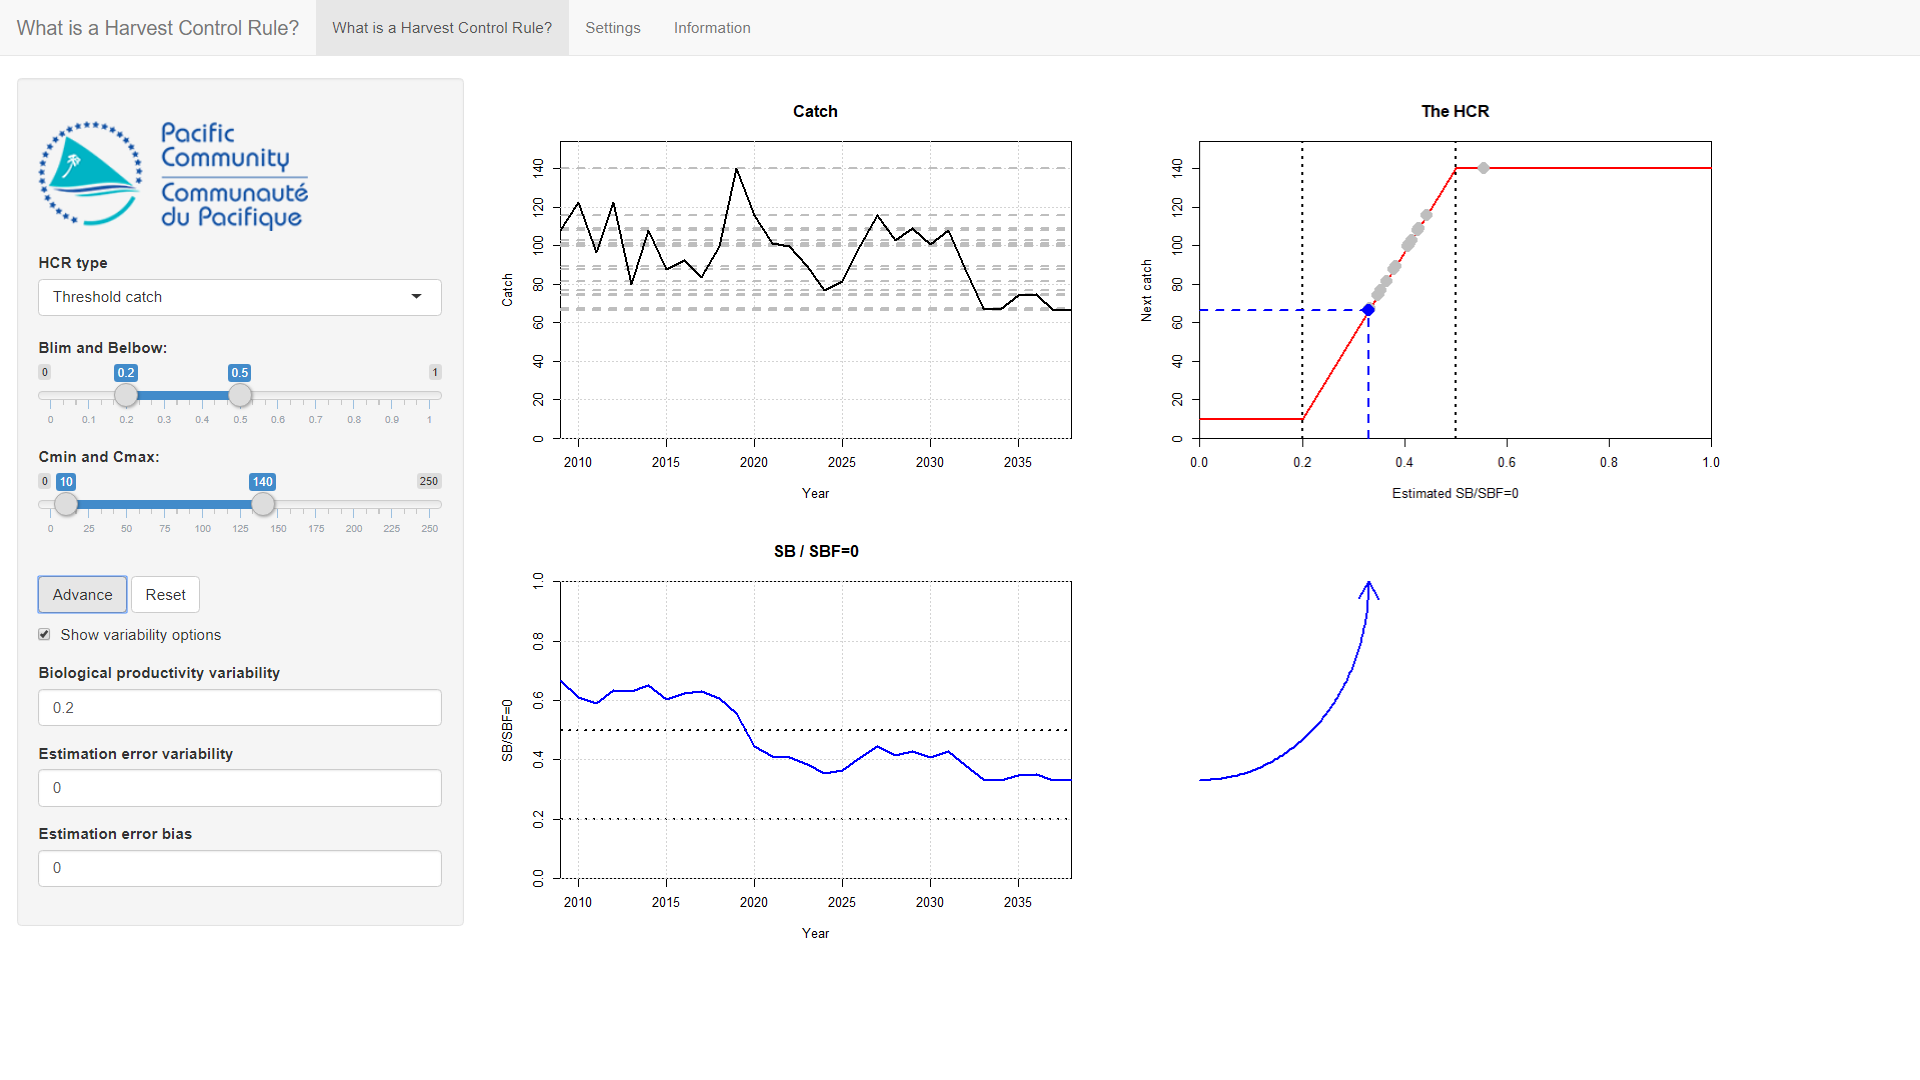 What is a Harvest Control Rule? What is a Harvest Control Rule? Settings Information
Pacific
Community
Communauté
du Pacifique
HCR type
Threshold catch
Blim and Belbow:
0 0.2 0.5 1
0 0.1 0.2 0.3 0.4 0.5 0.6 0.7 0.8 0.9 1
Cmin and Cmax:
0 10 140 250
0 25 50 75 100 125 150 175 200 225 250
Advance Reset
Show variability options
Biological productivity variability
0.2
Estimation error variability
0
Estimation error bias
0
Catch
Catch
140
120
100
80
60
40
20
0
2010 2015 2020 2025 2030 2035
Year
The HCR
Next catch
140
120
100
80
60
40
20
0
0.0 0.2 0.4 0.6 0.8 1.0
Estimated SB/SBF=0
SB / SBF=0
SB/SBF=0
1.0
0.8
0.6
0.4
0.2
0.0
2010 2015 2020 2025 2030 2035
Year